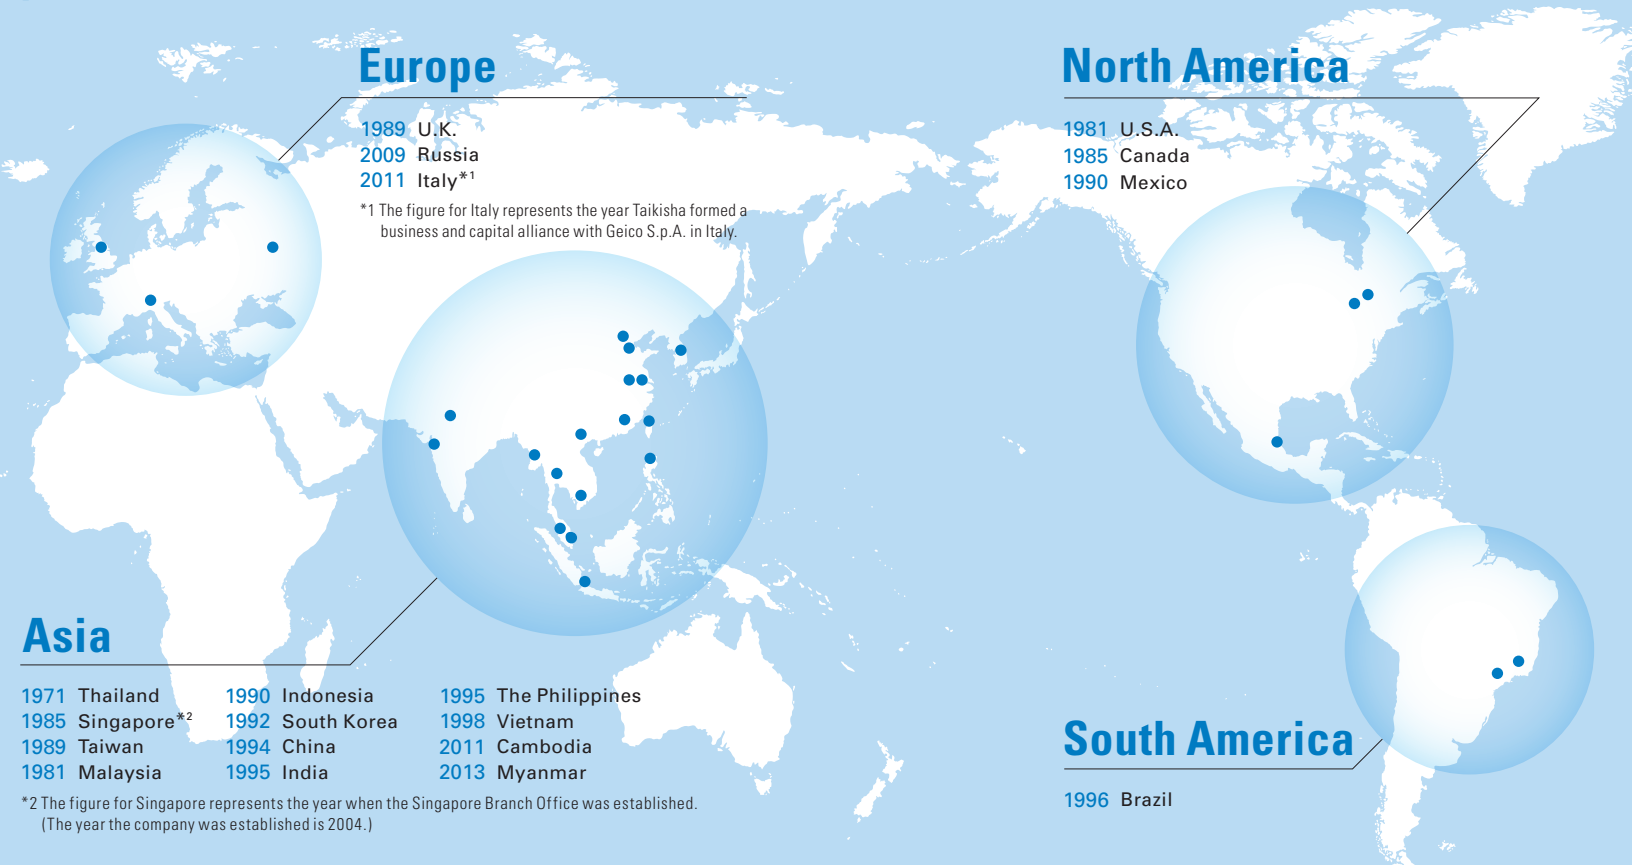 Europe
1989 U.K.
2009 Russia
2011 Italy*1
*1 The figure for Italy represents the year Taikisha formed a
business and capital alliance with Geico S.p.A. in Italy.
North America
1981 U.S.A.
1985 Canada
1990 Mexico
Asia
1971 Thailand
1985 Singapore*2
1989 Taiwan
1981 Malaysia
1990 Indonesia
1992 South Korea
1994 China
1995 India
1995 The Philippines
1998 Vietnam
2011 Cambodia
2013 Myanmar
*2 The figure for Singapore represents the year when the Singapore Branch Office was established.
(The year the company was established is 2004.)
South America
1996 Brazil